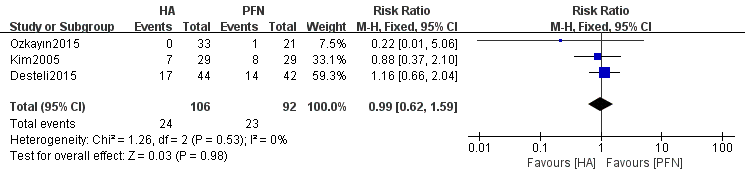 HA PFN Risk Ratio Risk Ratio
Study or Subgroup Events Total Events Total Weight M-H, Fixed, 95% CI M-H, Fixed, 95% CI
Ozkayın2015 0 33 1 21 7.5% 0.22 [0.01, 5.06]
Kim2005 7 29 8 29 33.1% 0.88 [0.37, 2.10]
Desteli2015 17 44 14 42 59.3% 1.16 [0.66, 2.04]
Total (95% CI) 106 92 100.0% 0.99 [0.62, 1.59]
Total events 24 23
Heterogeneity: Chi² = 1.26, df = 2 (P = 0.53); I² = 0%
Test for overall effect: Z = 0.03 (P = 0.98)
0.01 0.1 1 10 100
Favours [HA] Favours [PFN]